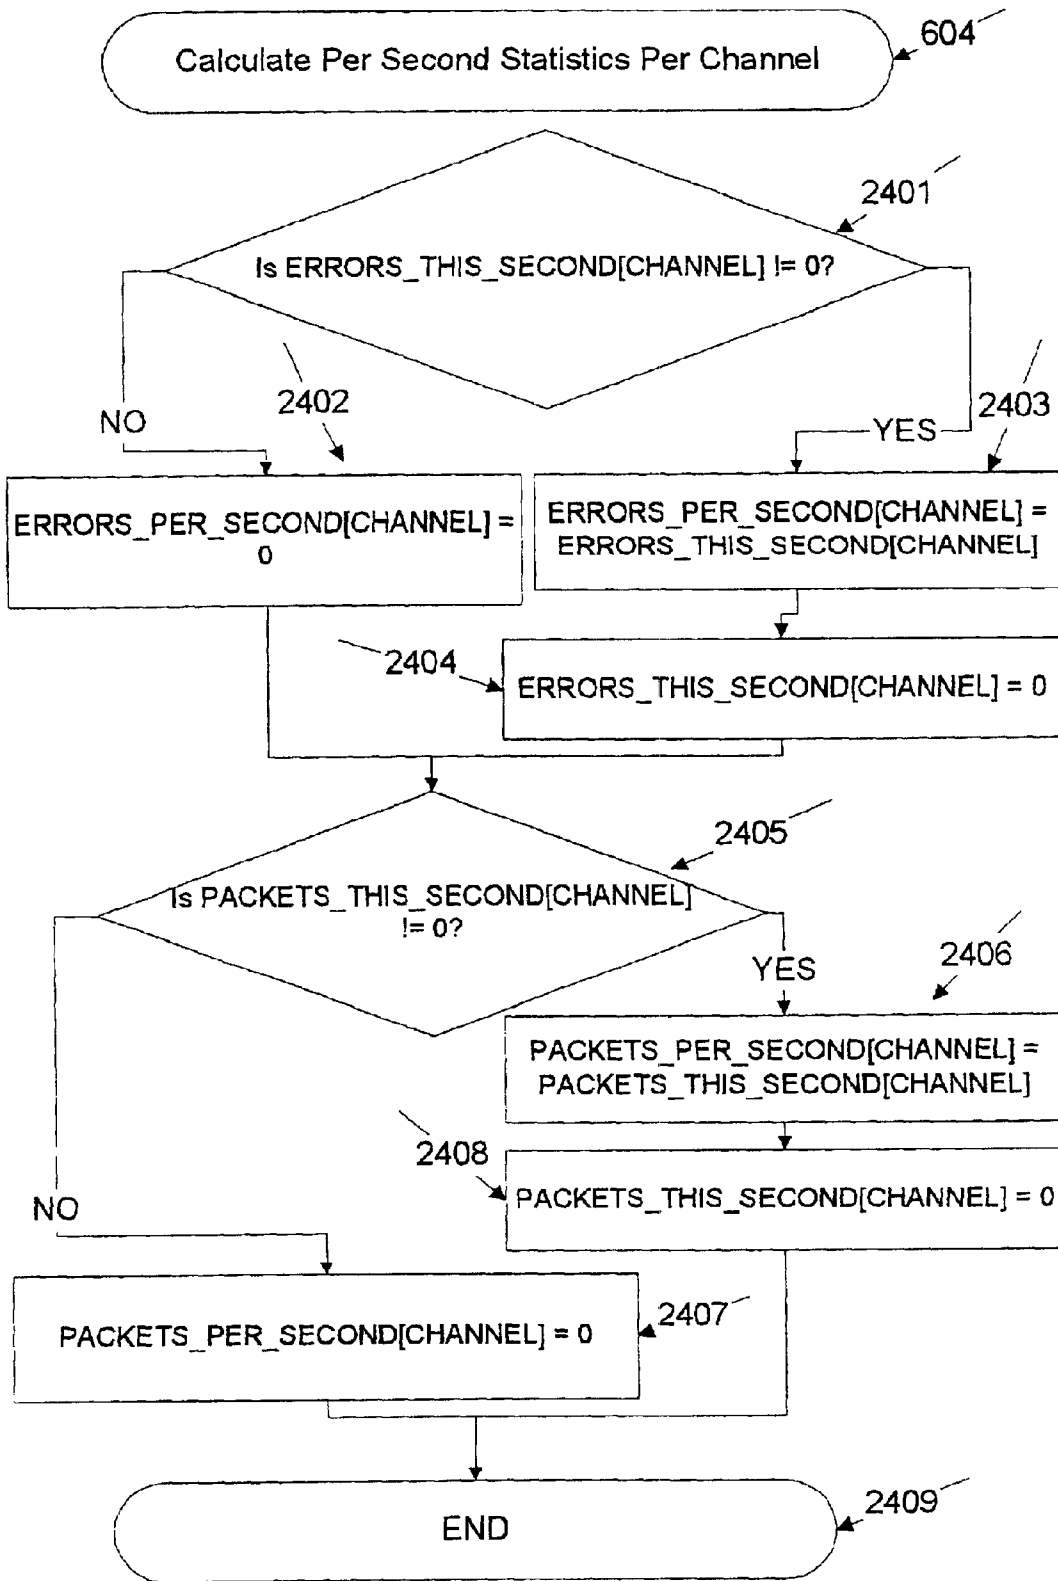 Calculate Per Second Statistics Per Channel
604
2401
Is ERRORS_THIS_SECOND[CHANNEL] != 0?
NO
2402
YES
2403
ERRORS_PER_SECOND[CHANNEL] =
0
ERRORS_PER_SECOND[CHANNEL] =
ERRORS_THIS_SECOND[CHANNEL]
2404
ERRORS_THIS_SECOND[CHANNEL] = 0
2405
Is PACKETS_THIS_SECOND[CHANNEL]
!= 0?
YES
2406
PACKETS_PER_SECOND[CHANNEL] =
PACKETS_THIS_SECOND[CHANNEL]
2408
PACKETS_THIS_SECOND[CHANNEL] = 0
NO
PACKETS_PER_SECOND[CHANNEL] = 0
2407
END
2409